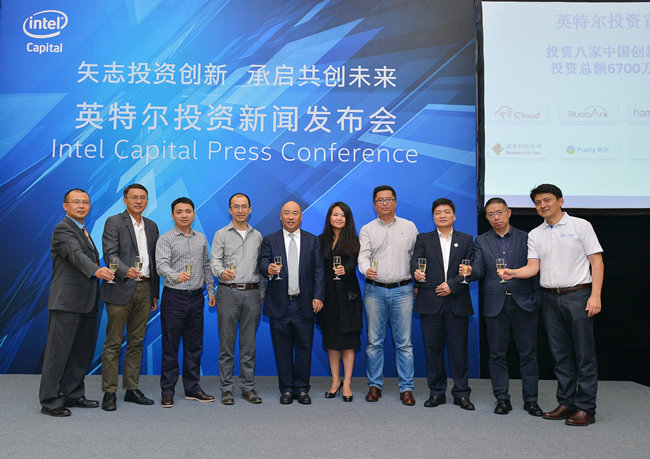 intel
Capital
矢志投资创新 承启共创未来
英特尔投资新闻发布会
Intel Capital Press Conference
英特尔投资宣
投资八家中国创新
投资总额6700万
Cloud
BluebAnk
ham